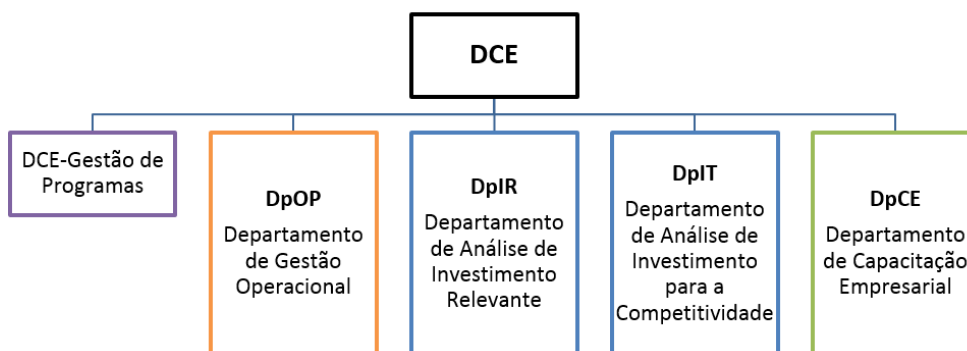 DCE
DCE-Gestão de
Programas
DpOP
Departamento
de Gestão
Operacional
DpIR
Departamento
de Análise de
Investimento
Relevante
DpIT
Departamento
de Análise de
Investimento
para a
Competitividade
DpCE
Departamento
de Capacitação
Empresarial